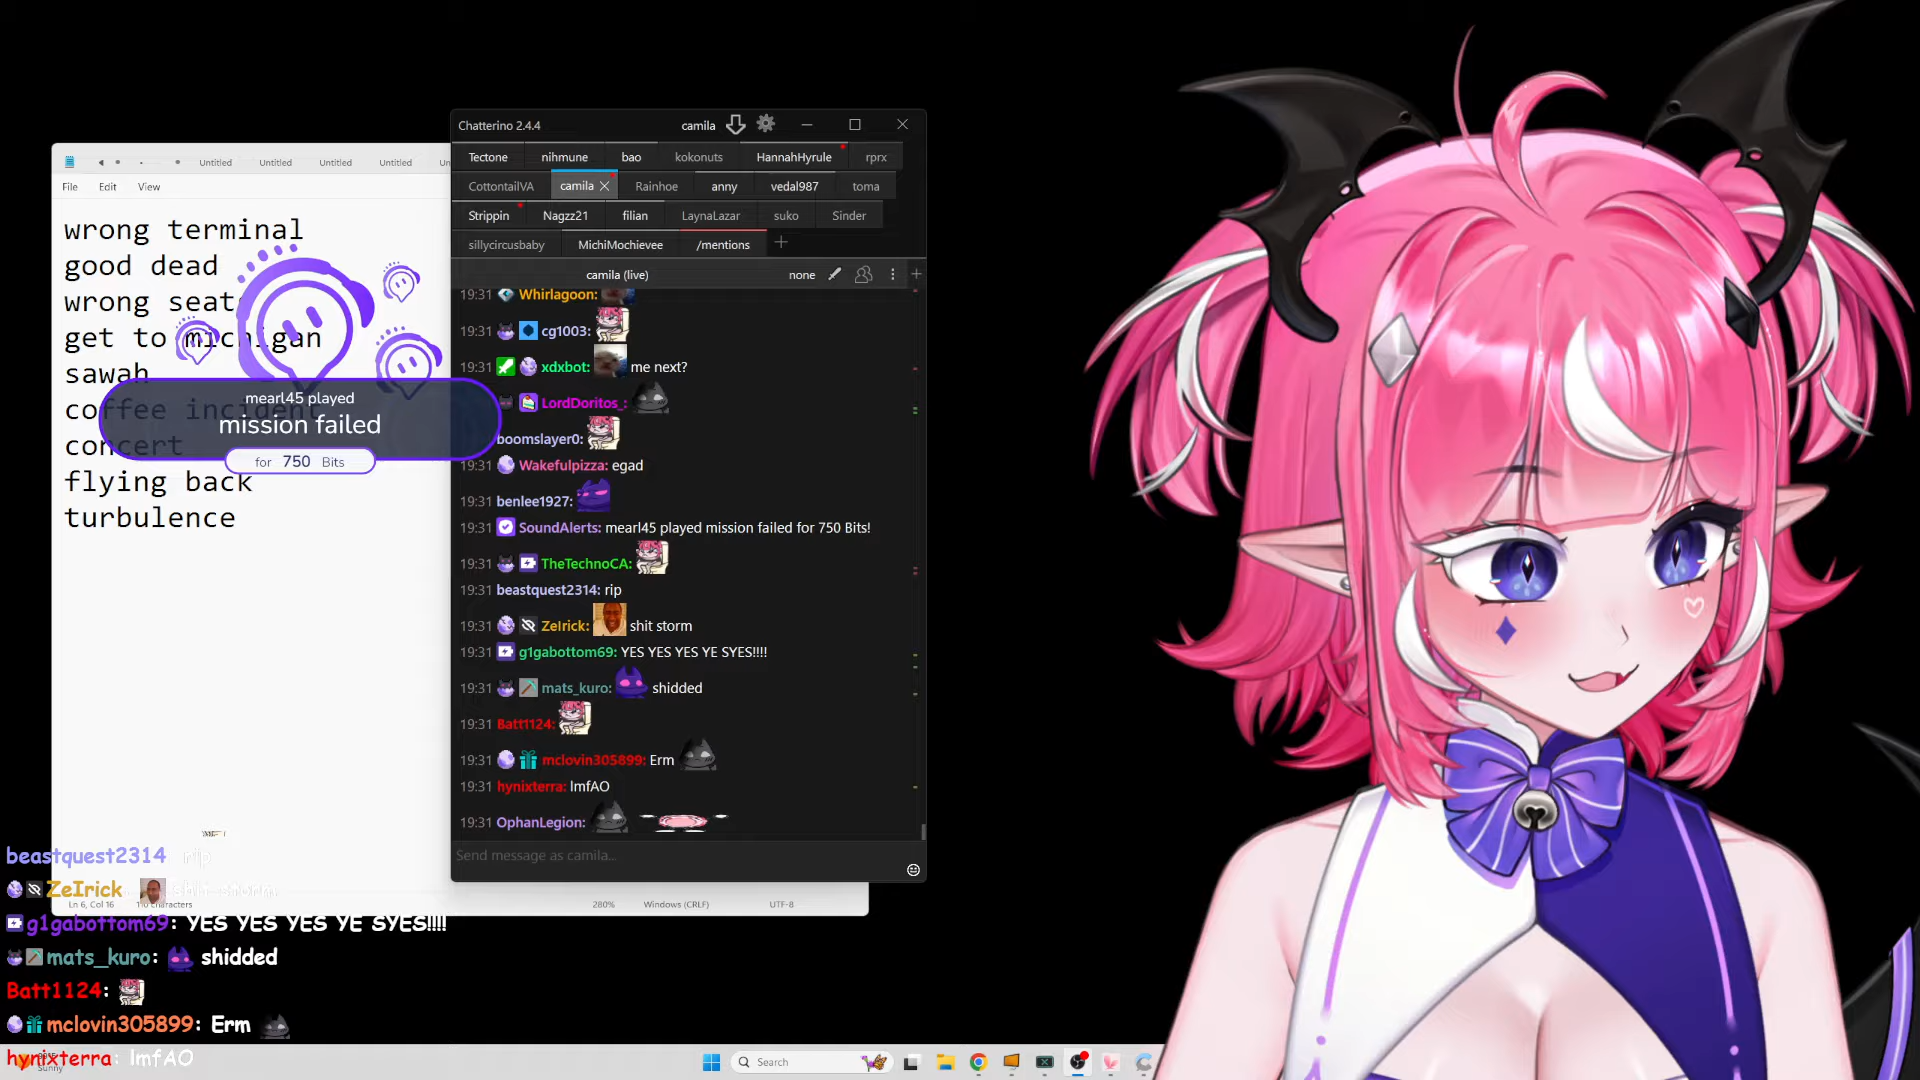 Untitled
Untitled
Untitled
Untitled
File Edit View
wrong terminal
good dead
wrong seats
get to michigan
sawah
coffee incident
concert
flying back
turbulence
mearl45 played
mission failed
for 750 Bits
Ln 6, Col 16
280%
Windows (CRLF)
UTF-8
Chatterino 2.4.4
camila
Tectone nihmune bao kokonuts HannahHyrule rprx
CottontailVA camila Rainhoe anny vedal987 toma
Strippin Nagzz21 filian LaynaLazar suko Sinder
sillycircusbaby MichiMochievee /mentions
camila (live) none
19:31 Whirlagoon:
19:31 cg1003:
19:31 xdxbot: me next?
LordDoritos_:
boomslayer0:
19:31 Wakefulpizza: egad
19:31 benlee1927:
19:31 SoundAlerts: mearl45 played mission failed for 750 Bits!
19:31 TheTechnoCA:
19:31 beastquest2314: rip
19:31 ZeIrick: shit storm
19:31 g1gabottom69: YES YES YES YE SYES!!!!
19:31 mats_kuro: shidded
19:31 Batt1124:
19:31 mclovin305899: Erm
19:31 hynixterra: lmfAO
19:31 OphanLegion:
Send message as camila...
beastquest2314 rip
ZeIrick shit storm
g1gabottom69: YES YES YES YE SYES!!!!
mats_kuro: shidded
Batt1124:
mclovin305899: Erm
hynixterra: lmfAO
Sunny
Search